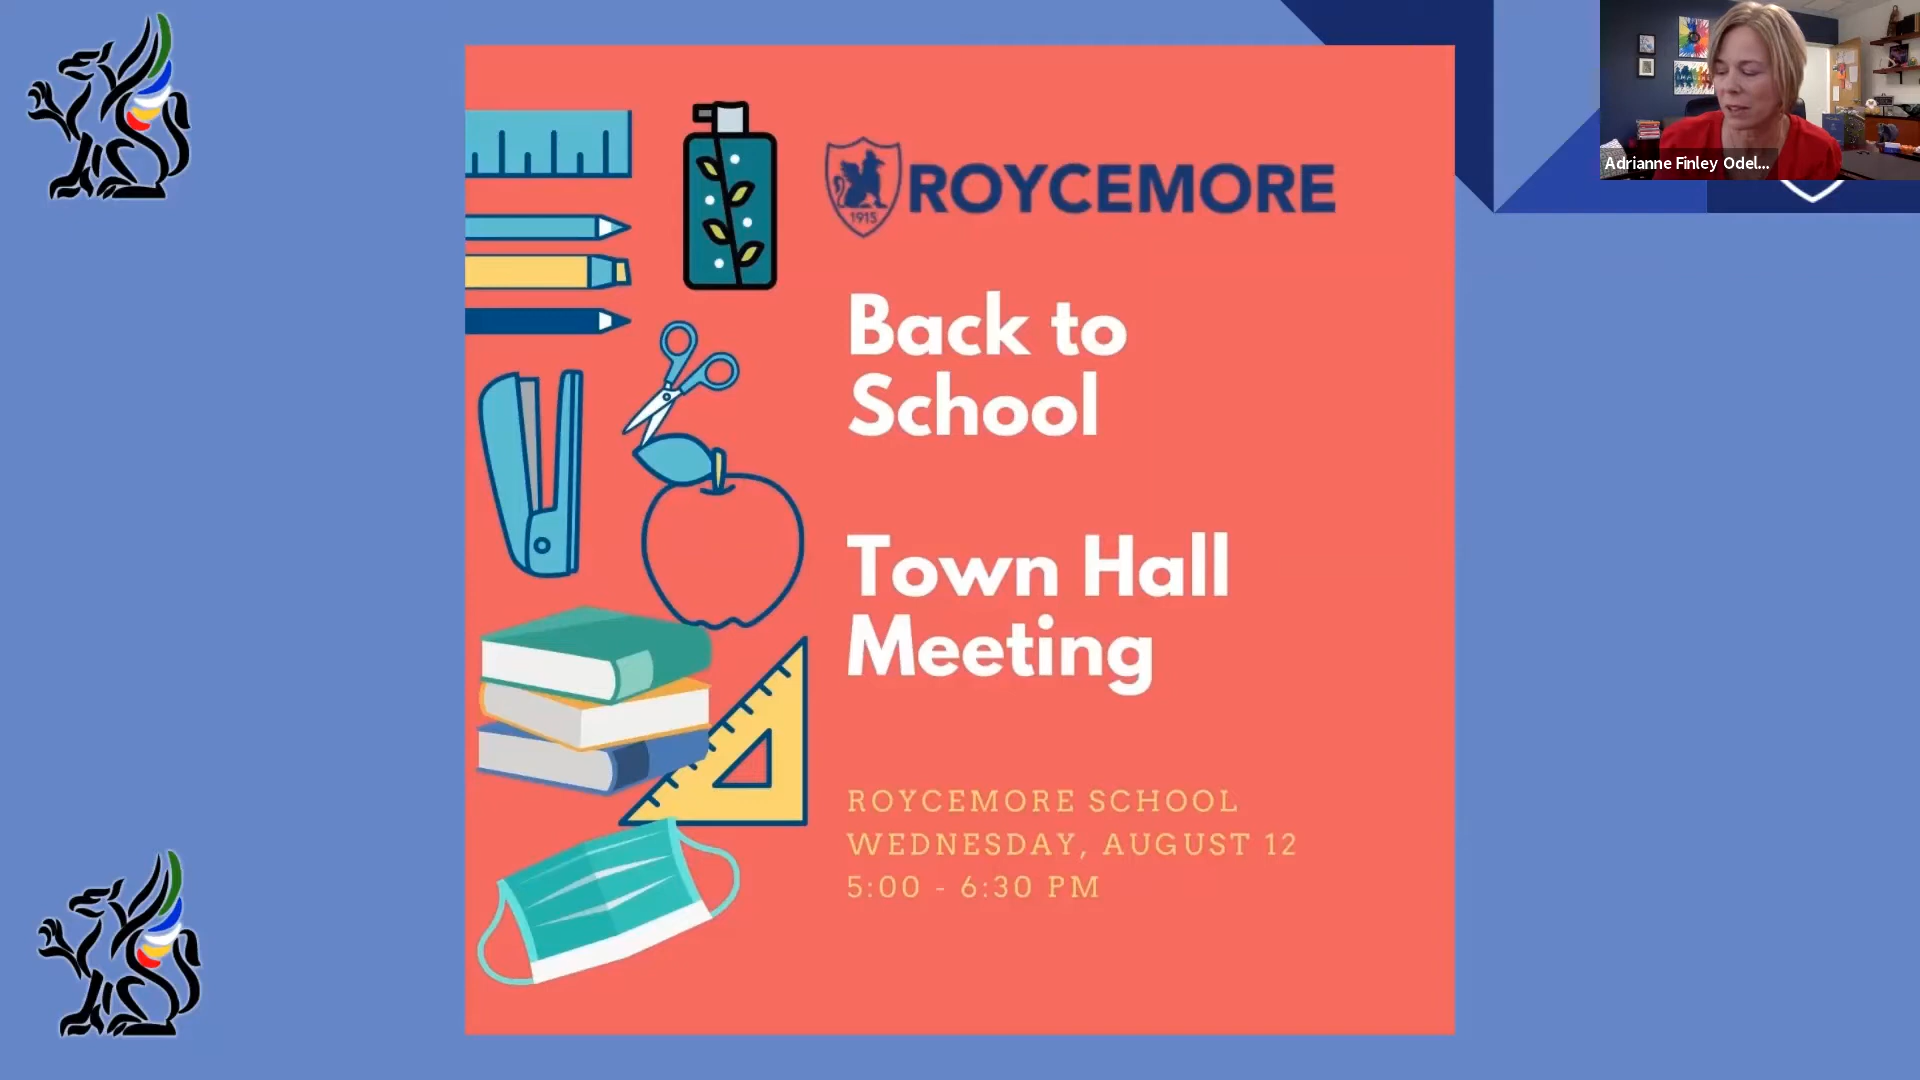 Adrianne Finley Odel...
1915
ROYCEMORE
Back to
School
Town Hall
Meeting
ROYCEMORE SCHOOL
WEDNESDAY, AUGUST 12
5:00 - 6:30 PM